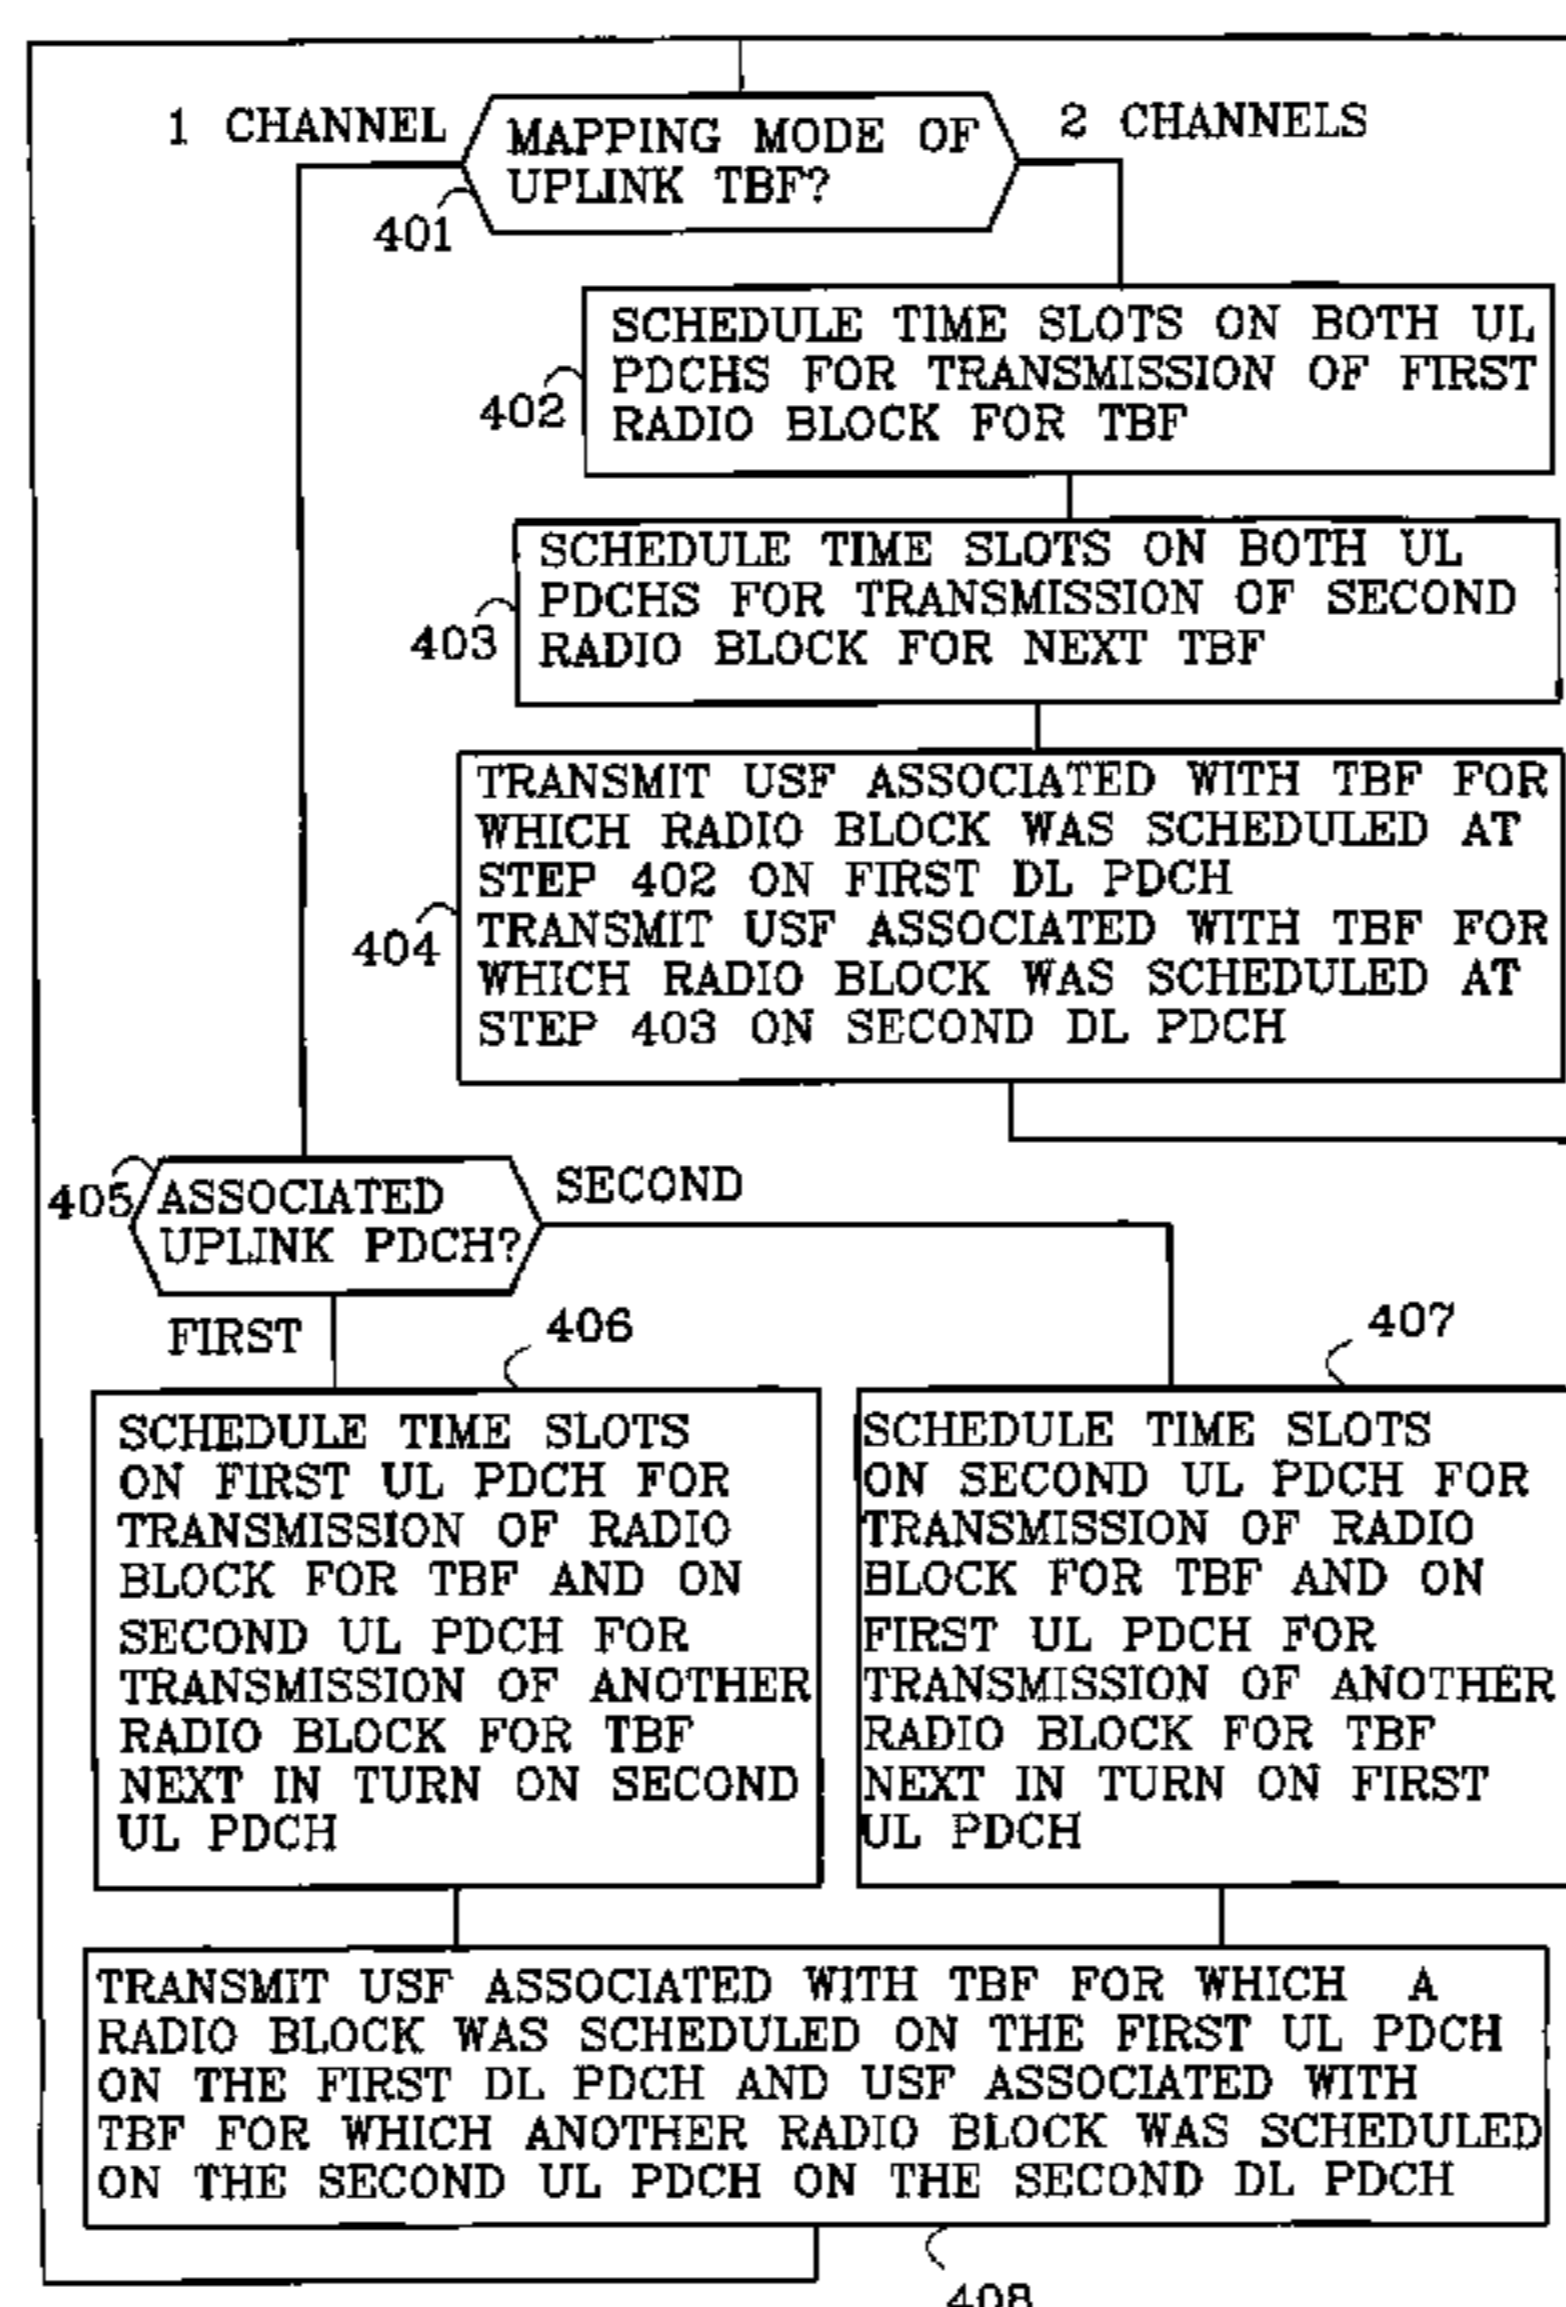 1 CHANNEL
MAPPING MODE OF
UPLINK TBF?
2 CHANNELS
401
SCHEDULE TIME SLOTS ON BOTH UL
PDCHS FOR TRANSMISSION OF FIRST
RADIO BLOCK FOR TBF
402
SCHEDULE TIME SLOTS ON BOTH UL
PDCHS FOR TRANSMISSION OF SECOND
RADIO BLOCK FOR NEXT TBF
403
TRANSMIT USF ASSOCIATED WITH TBF FOR
WHICH RADIO BLOCK WAS SCHEDULED AT
STEP 402 ON FIRST DL PDCH
TRANSMIT USF ASSOCIATED WITH TBF FOR
WHICH RADIO BLOCK WAS SCHEDULED AT
STEP 403 ON SECOND DL PDCH
404
405
ASSOCIATED
UPLINK PDCH?
SECOND
FIRST
406
407
SCHEDULE TIME SLOTS
ON FIRST UL PDCH FOR
TRANSMISSION OF RADIO
BLOCK FOR TBF AND ON
SECOND UL PDCH FOR
TRANSMISSION OF ANOTHER
RADIO BLOCK FOR TBF
NEXT IN TURN ON SECOND
UL PDCH
SCHEDULE TIME SLOTS
ON SECOND UL PDCH FOR
TRANSMISSION OF RADIO
BLOCK FOR TBF AND ON
FIRST UL PDCH FOR
TRANSMISSION OF ANOTHER
RADIO BLOCK FOR TBF
NEXT IN TURN ON FIRST
UL PDCH
TRANSMIT USF ASSOCIATED WITH TBF FOR WHICH A
RADIO BLOCK WAS SCHEDULED ON THE FIRST UL PDCH
ON THE FIRST DL PDCH AND USF ASSOCIATED WITH
TBF FOR WHICH ANOTHER RADIO BLOCK WAS SCHEDULED
ON THE SECOND UL PDCH ON THE SECOND DL PDCH
408